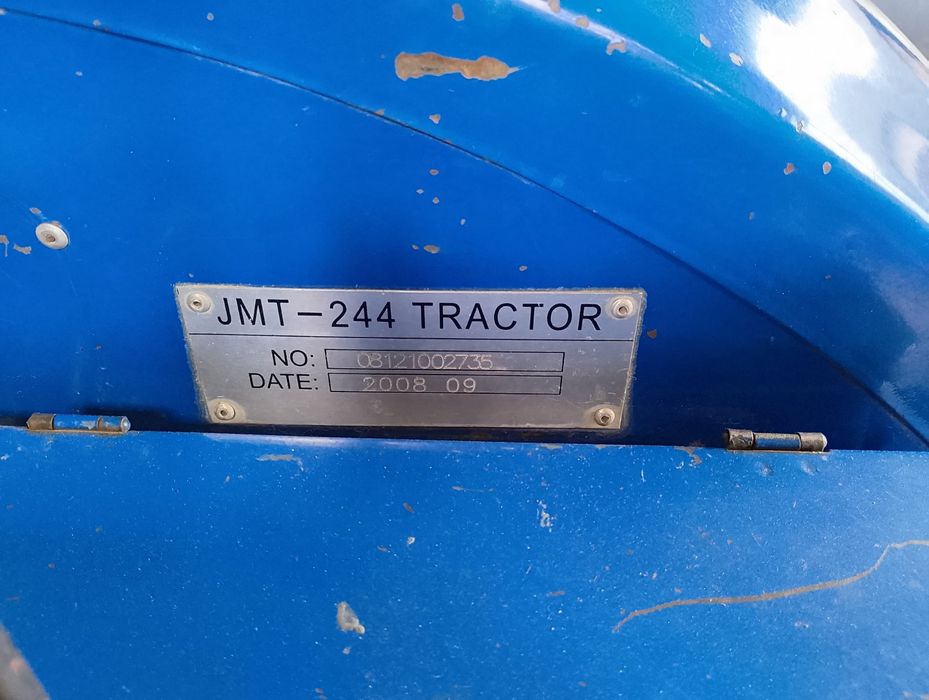 JMT-244 TRACTOR
NO: 08121002735
DATE: 2008 09